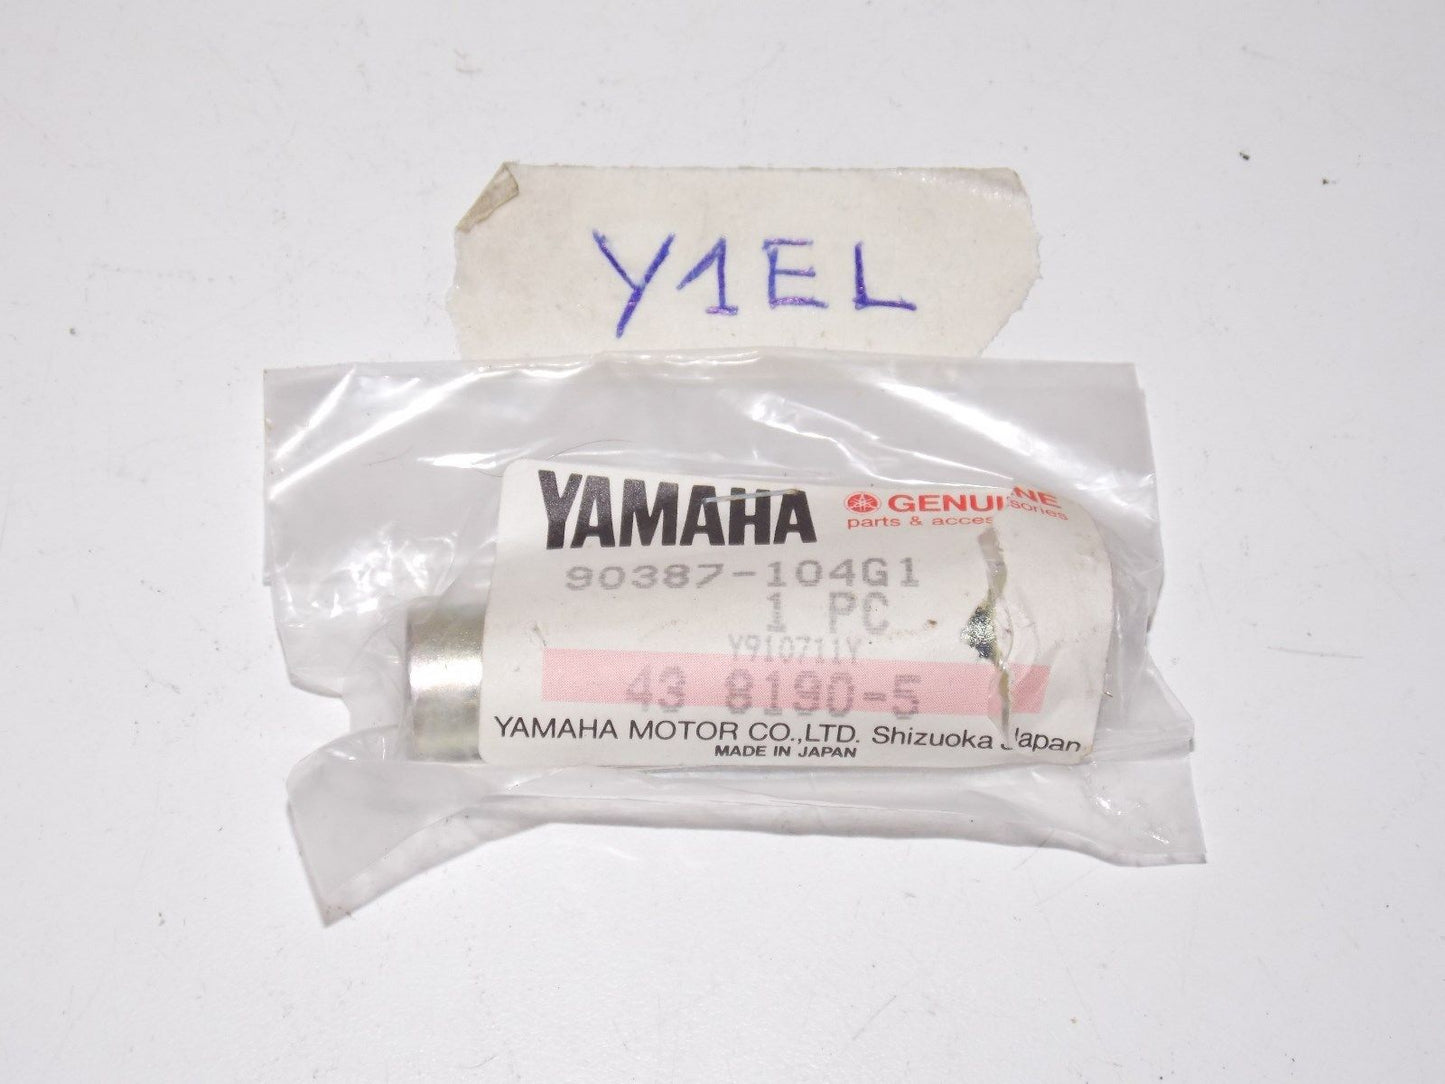 Y1EL
YAMAHA GENUINE
parts & accessories
90387-104G1
1 PC
Y910711Y
43 8190-5
YAMAHA MOTOR CO.,LTD. Shizuoka Japan
MADE IN JAPAN